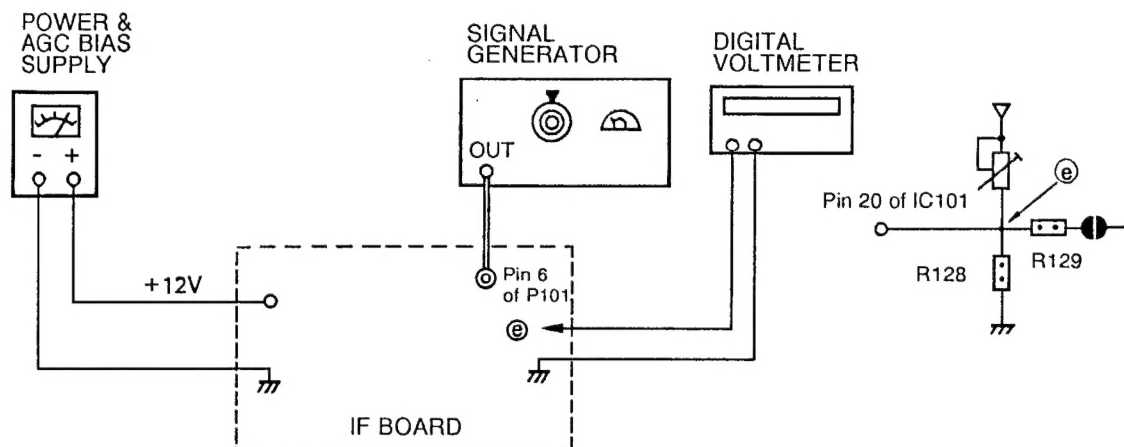 POWER &
AGC BIAS
SUPPLY
- +
SIGNAL
GENERATOR
OUT
DIGITAL
VOLTMETER
Pin 20 of IC101
e
R128
R129
+12V
Pin 6
of P101
e
IF BOARD